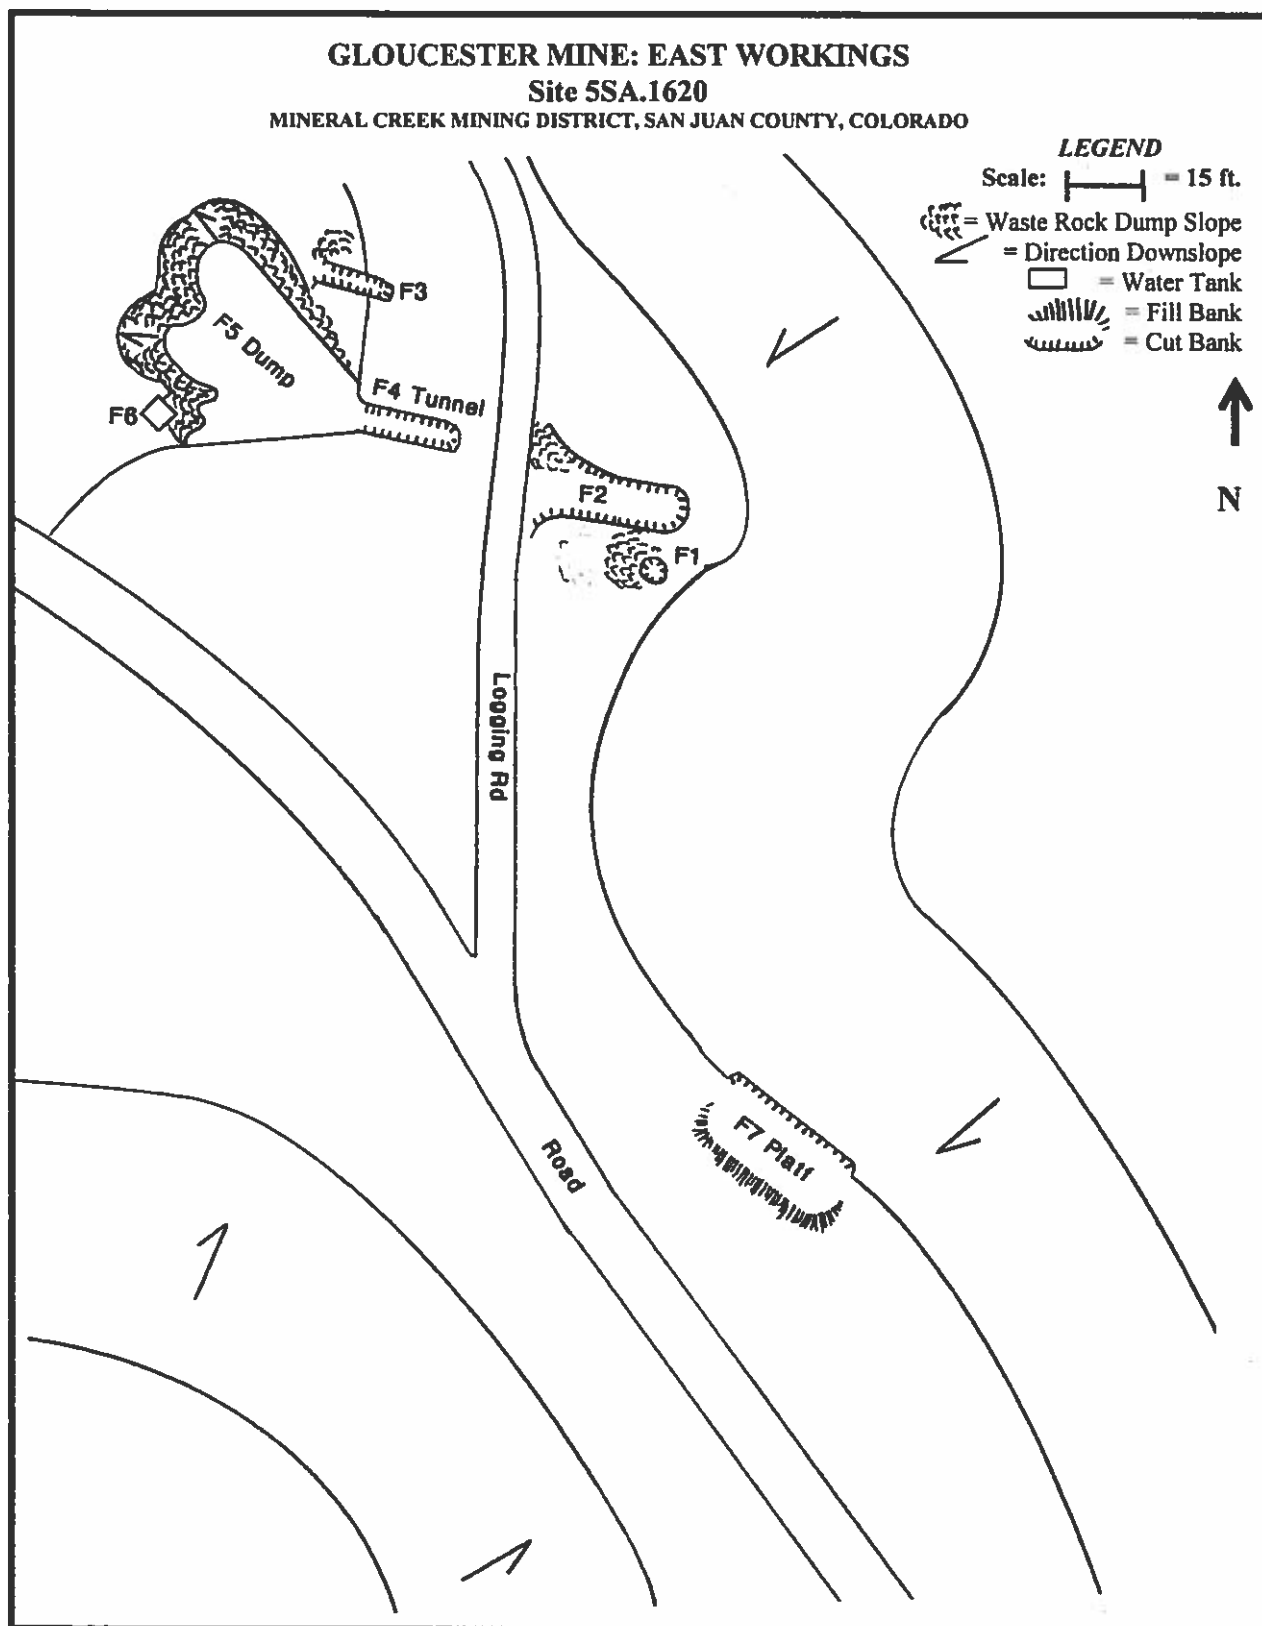 GLOUCESTER MINE: EAST WORKINGS
Site 5SA.1620
MINERAL CREEK MINING DISTRICT, SAN JUAN COUNTY, COLORADO
LEGEND
Scale: = 15 ft.
= Waste Rock Dump Slope
= Direction Downslope
= Water Tank
= Fill Bank
= Cut Bank
N
F3
F5 Dump
F4 Tunnel
F6
F2
F1
Logging Rd
F7 Platf
Road